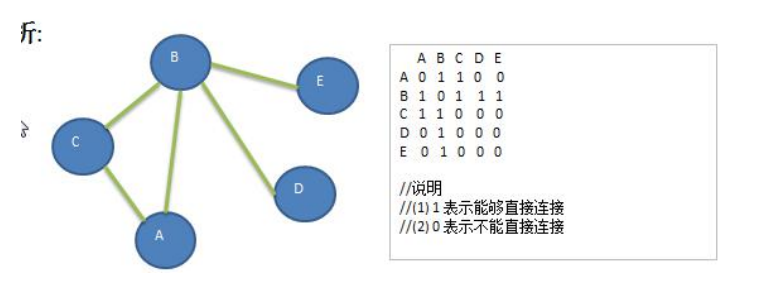 析:
B
E
C
D
A
A B C D E
A 0 1 1 0 0
B 1 0 1 1 1
C 1 1 0 0 0
D 0 1 0 0 0
E 0 1 0 0 0
//说明
//(1) 1 表示能够直接连接
//(2) 0 表示不能直接连接